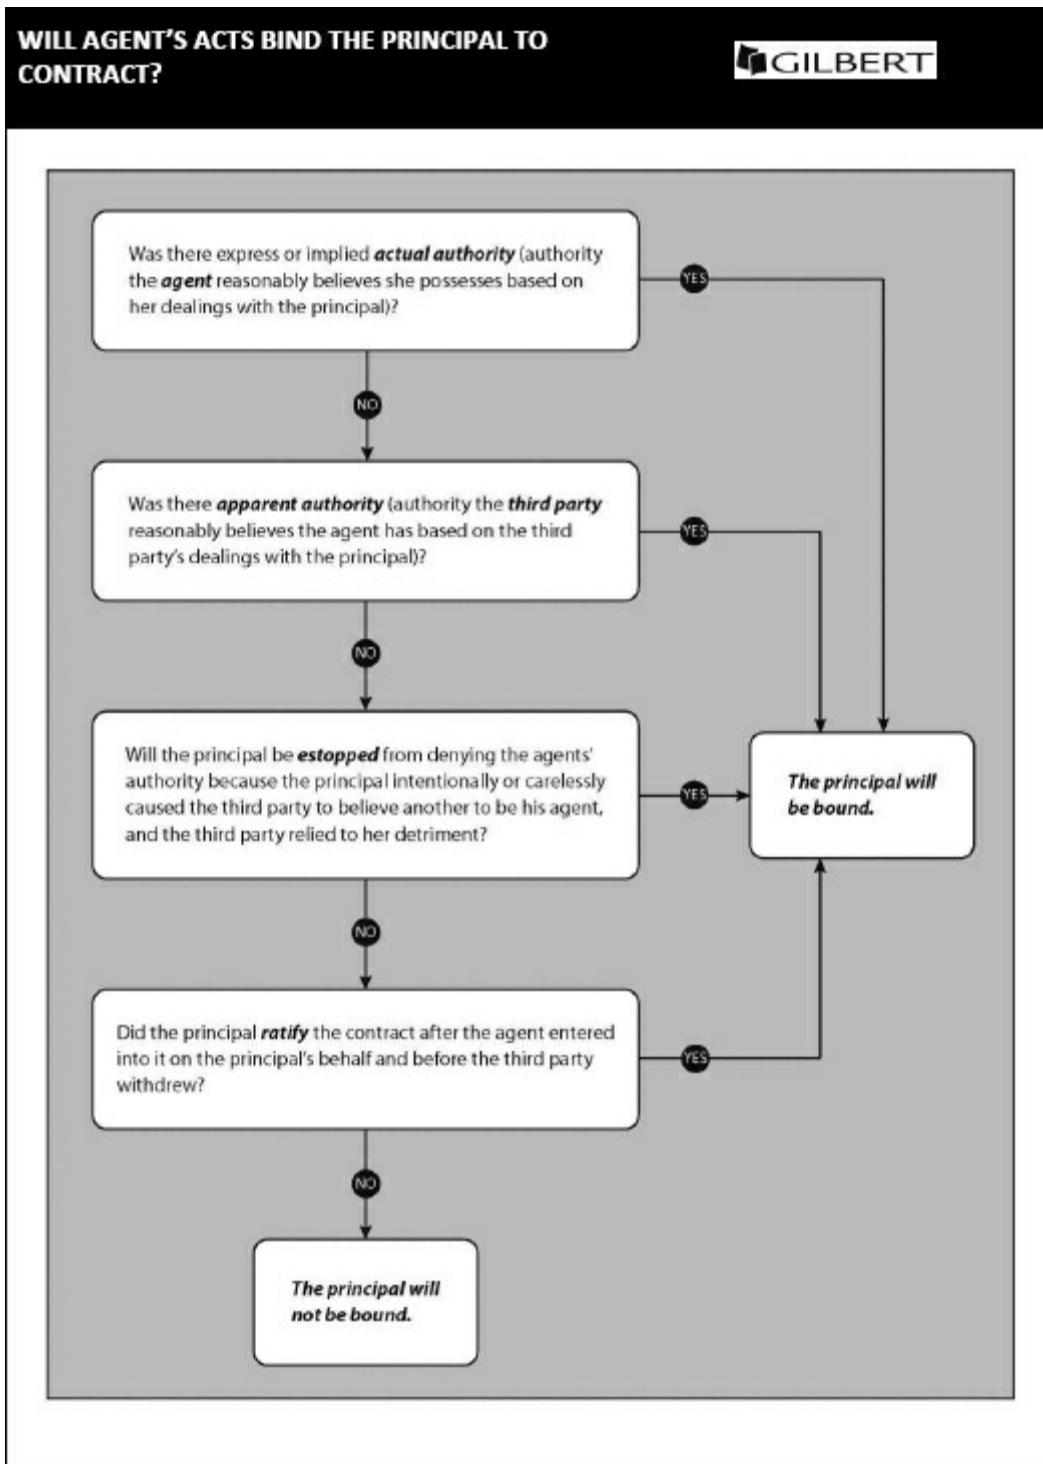 WILL AGENT'S ACTS BIND THE PRINCIPAL TO
CONTRACT?
GILBERT
Was there express or implied actual authority (authority
the agent reasonably believes she possesses based on
her dealings with the principal)?
YES
NO
Was there apparent authority (authority the third party
reasonably believes the agent has based on the third
party's dealings with the principal)?
YES
NO
Will the principal be estopped from denying the agents'
authority because the principal intentionally or carelessly
caused the third party to believe another to be his agent,
and the third party relied to her detriment?
YES
The principal will
be bound.
NO
Did the principal ratify the contract after the agent entered
into it on the principal's behalf and before the third party
withdrew?
YES
NO
The principal will
not be bound.